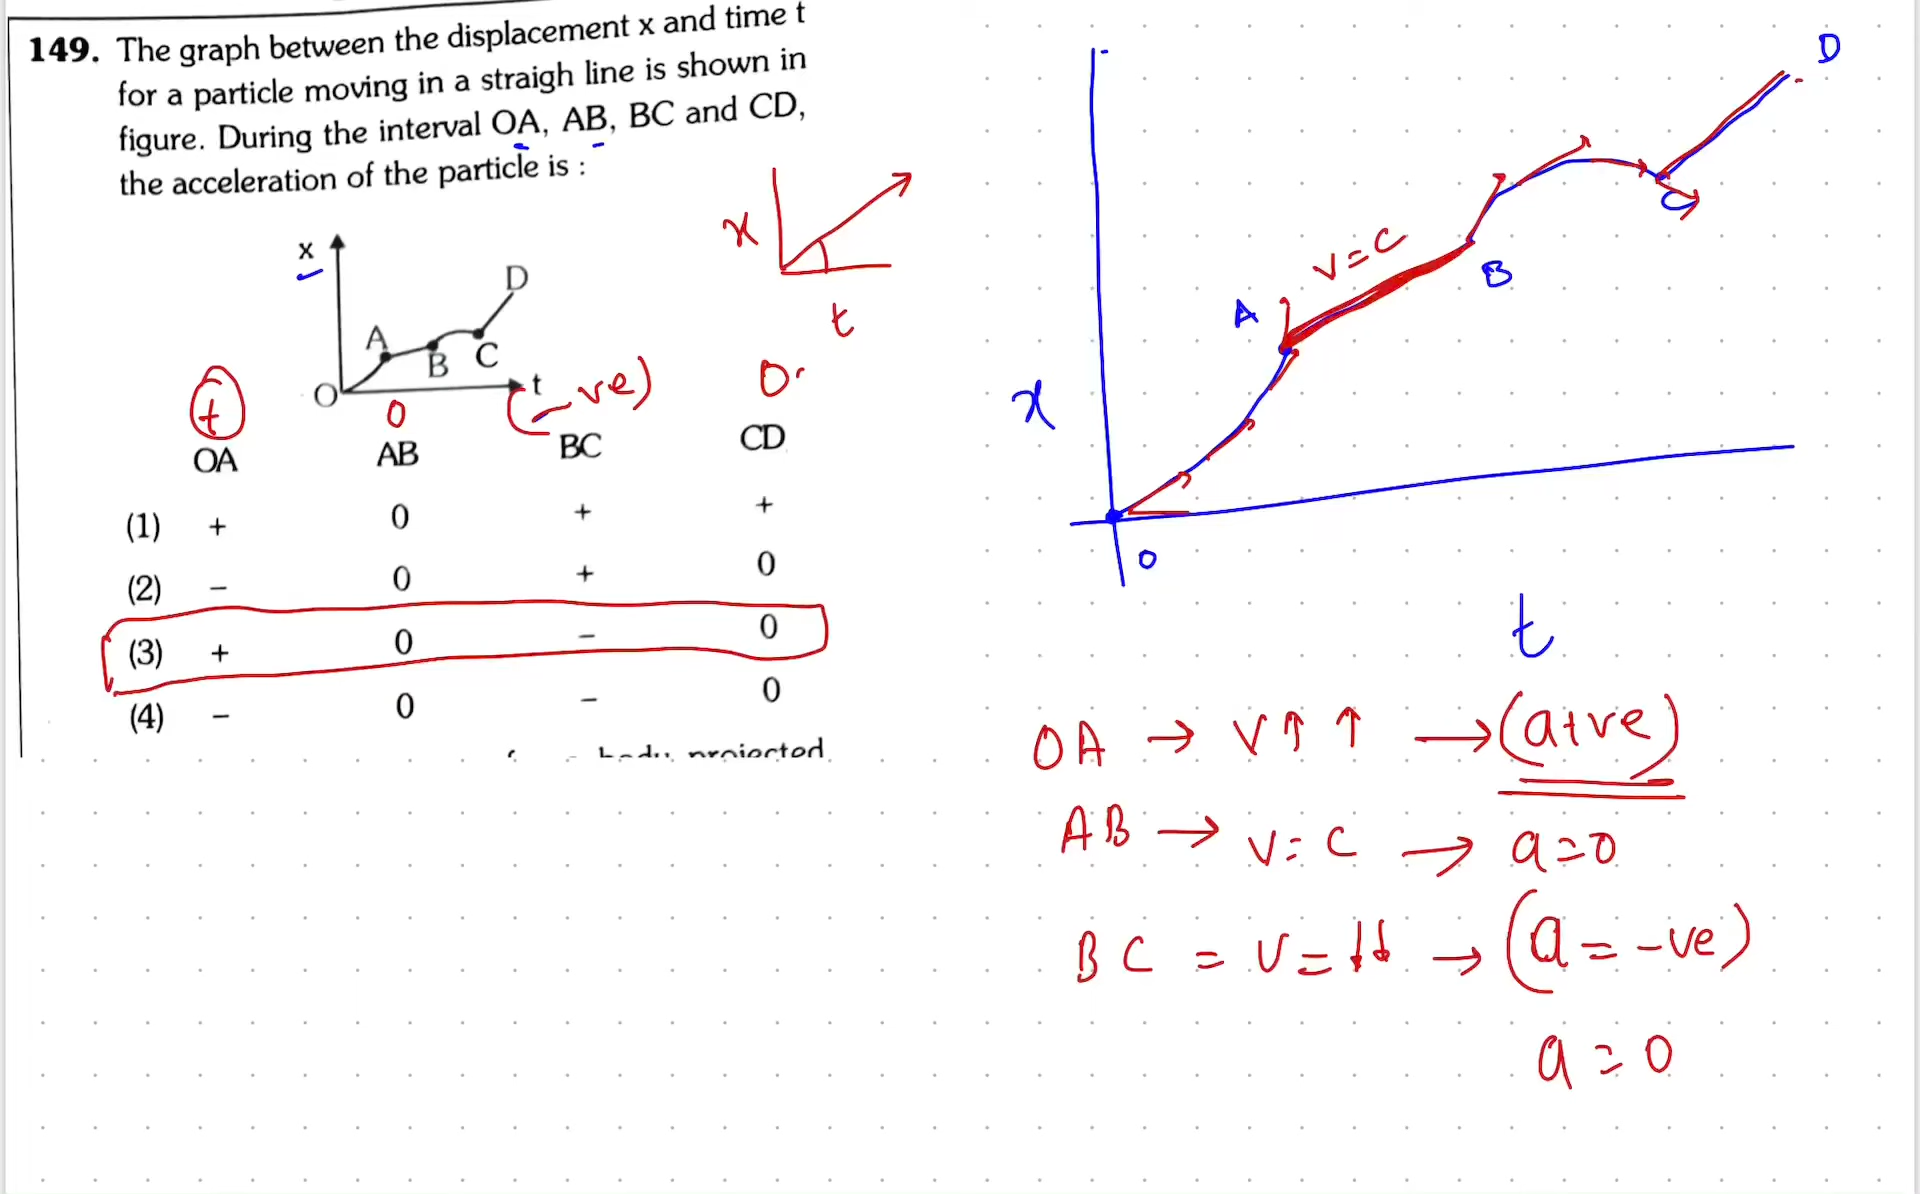 149. The graph between the displacement x and time t
for a particle moving in a straigh line is shown in
figure. During the interval OA, AB, BC and CD,
the acceleration of the particle is :
x
D
A
B
C
O
t
x
t
+
0
(-ve)
0
OA AB BC CD
(1) + 0 + +
(2) − 0 + 0
(3) + 0 − 0
(4) − 0 − 0
body projected
D
C
V=C
B
A
x
O
t
OA → V↑↑ → (a+ve)
AB → V=C → a=0
BC = V=↓↓ → (a=-ve)
a=0